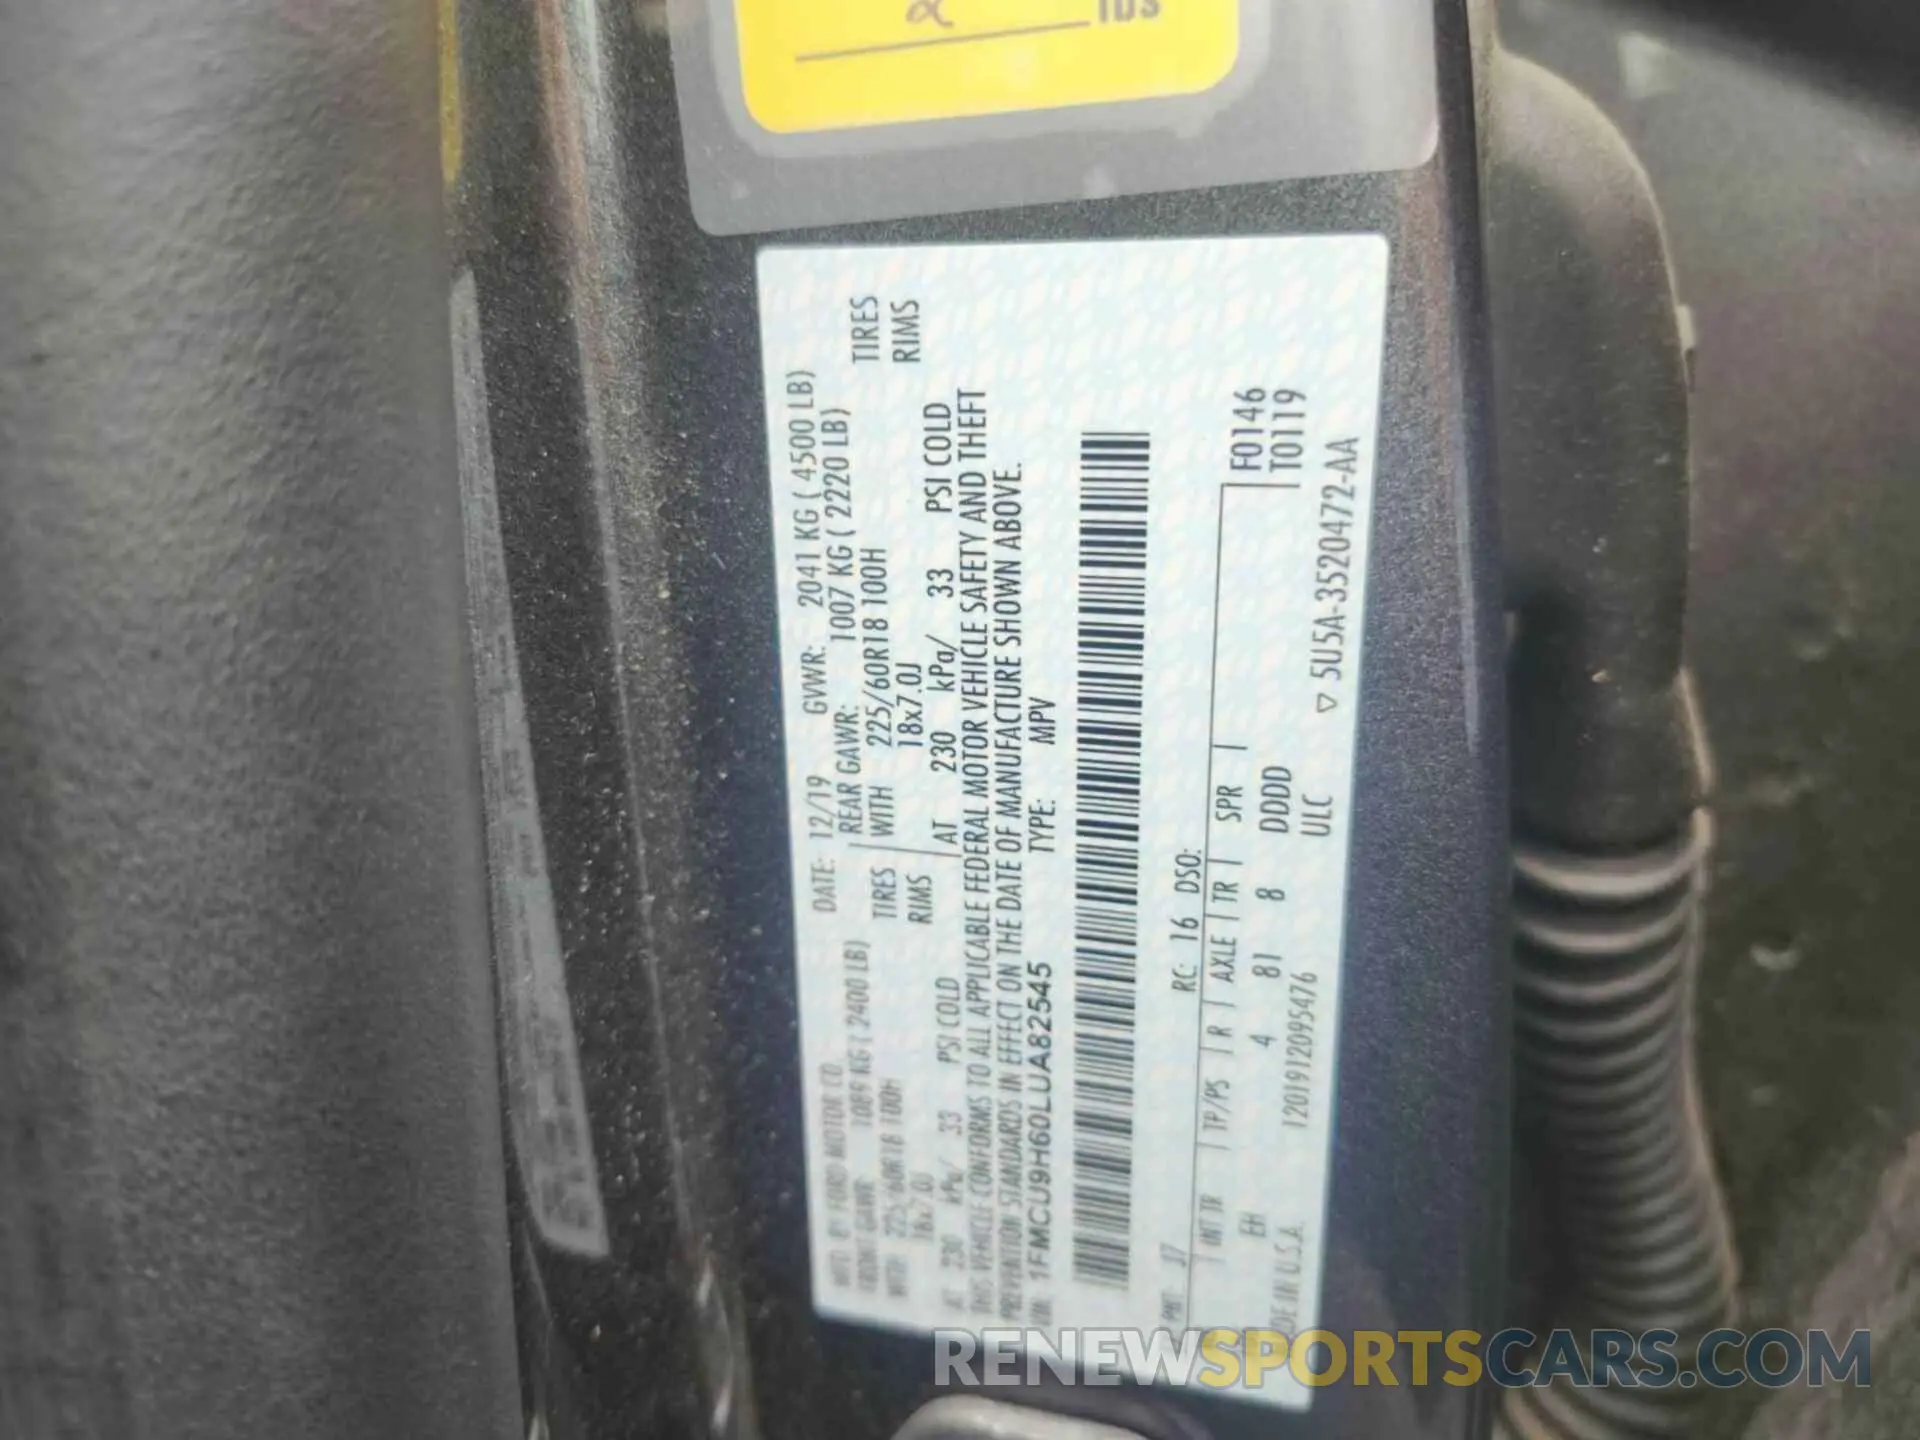 lbs
MFD BY FORD MOTOR CO. DATE: 12/19 GVWR: 2041 KG ( 4500 LB)
FRONT GAWR: 1089 KG ( 2400 LB) REAR GAWR: 1007 KG ( 2220 LB)
WITH 225/60R18 100H TIRES WITH 225/60R18 100H TIRES
18x7.0J RIMS 18x7.0J RIMS
AT 230 kPa/ 33 PSI COLD AT 230 kPa/ 33 PSI COLD
THIS VEHICLE CONFORMS TO ALL APPLICABLE FEDERAL MOTOR VEHICLE SAFETY AND THEFT
PREVENTION STANDARDS IN EFFECT ON THE DATE OF MANUFACTURE SHOWN ABOVE.
VIN: 1FMCU9H60LUA82545 TYPE: MPV
PNT: J7 RC: 16 DSO:
INT TR TP/PS R AXLE TR SPR F0146
EH 4 81 8 DDDD T0119
MADE IN U.S.A. 1201912095476 ULC ▽ 5U5A-3520472-AA
RENEWSPORTSCARS.COM